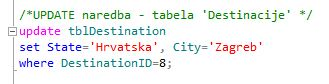 /*UPDATE naredba - tabela 'Destinacije' */
update tblDestination
set State='Hrvatska', City='Zagreb'
where DestinationID=8;